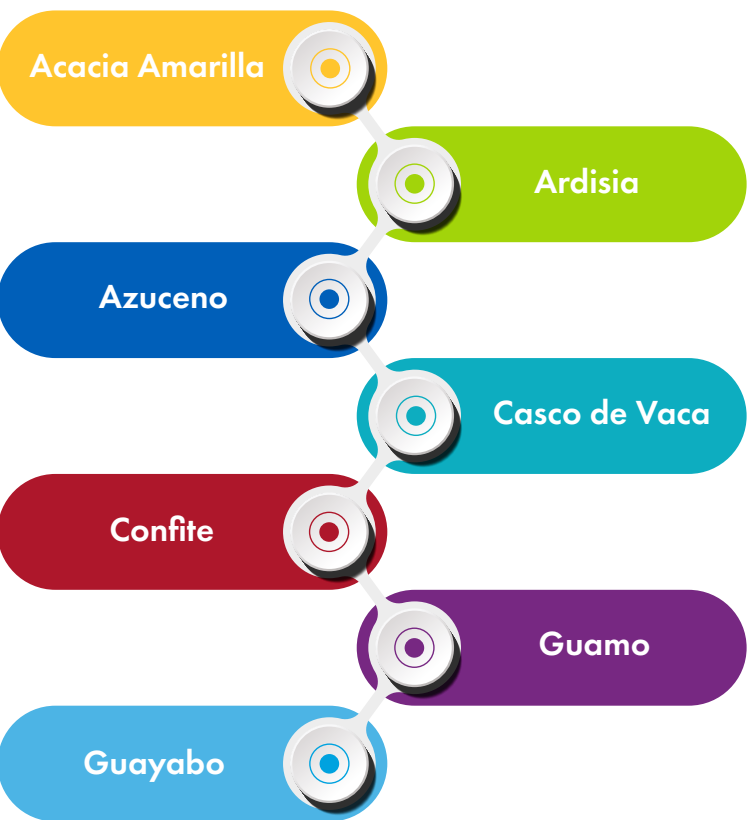 Acacia Amarilla
Ardisia
Azuceno
Casco de Vaca
Confite
Guamo
Guayabo